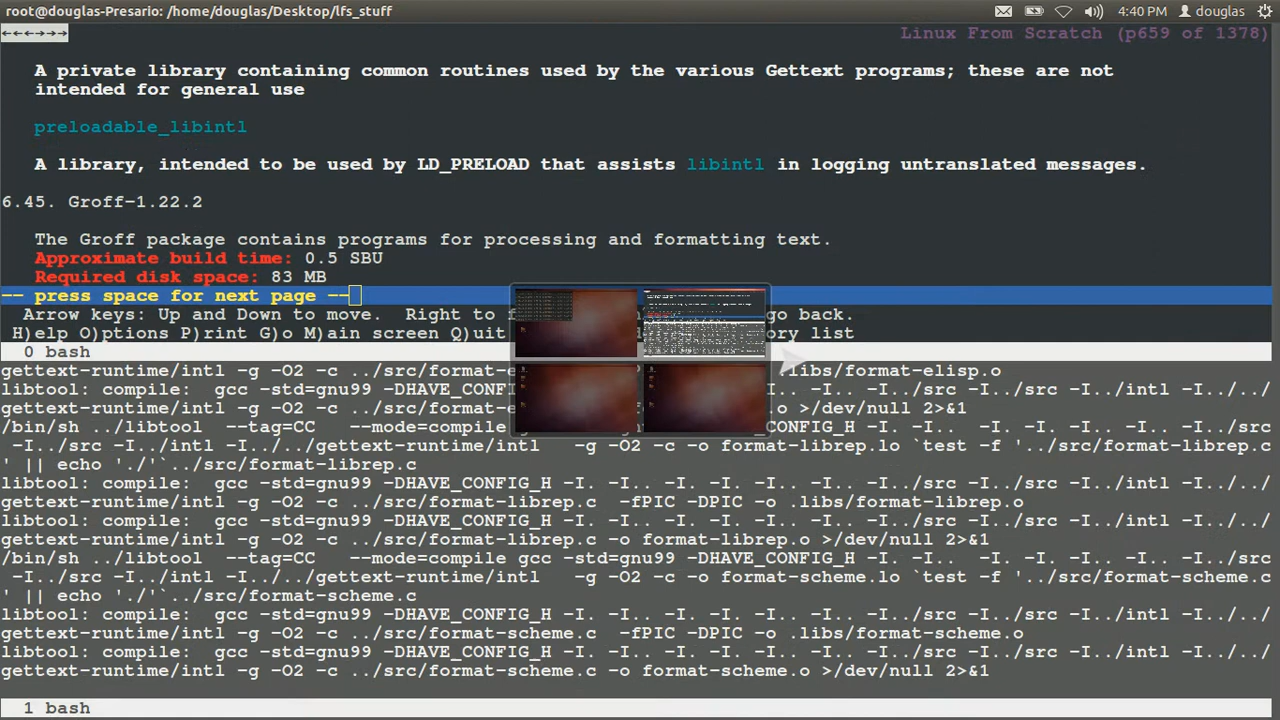 root@douglas-Presario: /home/douglas/Desktop/lfs_stuff 4:40 PM douglas
←←←→→→ Linux From Scratch (p659 of 1378)
A private library containing common routines used by the various Gettext programs; these are not
intended for general use
preloadable_libintl
A library, intended to be used by LD_PRELOAD that assists libintl in logging untranslated messages.
6.45. Groff-1.22.2
The Groff package contains programs for processing and formatting text.
Approximate build time: 0.5 SBU
Required disk space: 83 MB
-- press space for next page --
Arrow keys: Up and Down to move. Right to f go back.
H)elp O)ptions P)rint G)o M)ain screen Q)uit ory list
0 bash
gettext-runtime/intl -g -O2 -c ../src/format-e libs/format-elisp.o
libtool: compile: gcc -std=gnu99 -DHAVE_CONFIG -I../src -I../intl -I../../
gettext-runtime/intl -g -O2 -c ../src/format-e o >/dev/null 2>&1
/bin/sh ../libtool --tag=CC --mode=compile g G_H -I. -I.. -I. -I. -I.. -I../src
-I../src -I../intl -I../../gettext-runtime/intl -g -O2 -c -o format-librep.lo `test -f '../src/format-librep.c
' || echo './'`../src/format-librep.c
libtool: compile: gcc -std=gnu99 -DHAVE_CONFIG_H -I. -I.. -I. -I. -I.. -I../src -I../intl -I../../
gettext-runtime/intl -g -O2 -c ../src/format-librep.c -fPIC -DPIC -o .libs/format-librep.o
libtool: compile: gcc -std=gnu99 -DHAVE_CONFIG_H -I. -I.. -I. -I. -I.. -I../src -I../intl -I../../
gettext-runtime/intl -g -O2 -c ../src/format-librep.c -o format-librep.o >/dev/null 2>&1
/bin/sh ../libtool --tag=CC --mode=compile gcc -std=gnu99 -DHAVE_CONFIG_H -I. -I.. -I. -I. -I.. -I../src
-I../src -I../intl -I../../gettext-runtime/intl -g -O2 -c -o format-scheme.lo `test -f '../src/format-scheme.c
' || echo './'`../src/format-scheme.c
libtool: compile: gcc -std=gnu99 -DHAVE_CONFIG_H -I. -I.. -I. -I. -I.. -I../src -I../intl -I../../
gettext-runtime/intl -g -O2 -c ../src/format-scheme.c -fPIC -DPIC -o .libs/format-scheme.o
libtool: compile: gcc -std=gnu99 -DHAVE_CONFIG_H -I. -I.. -I. -I. -I.. -I../src -I../intl -I../../
gettext-runtime/intl -g -O2 -c ../src/format-scheme.c -o format-scheme.o >/dev/null 2>&1
1 bash